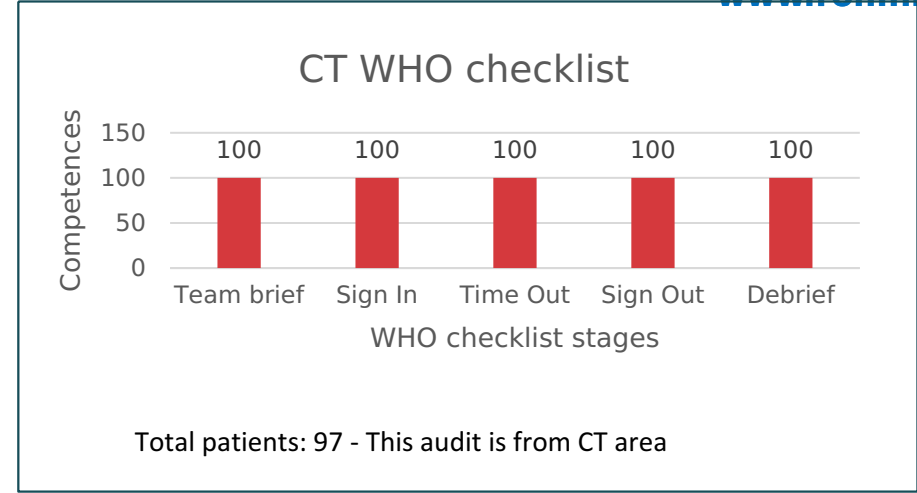 CT WHO checklist
Competences
150
100 100 100 100 100
100
50
0
Team brief Sign In Time Out Sign Out Debrief
WHO checklist stages
Total patients: 97 - This audit is from CT area